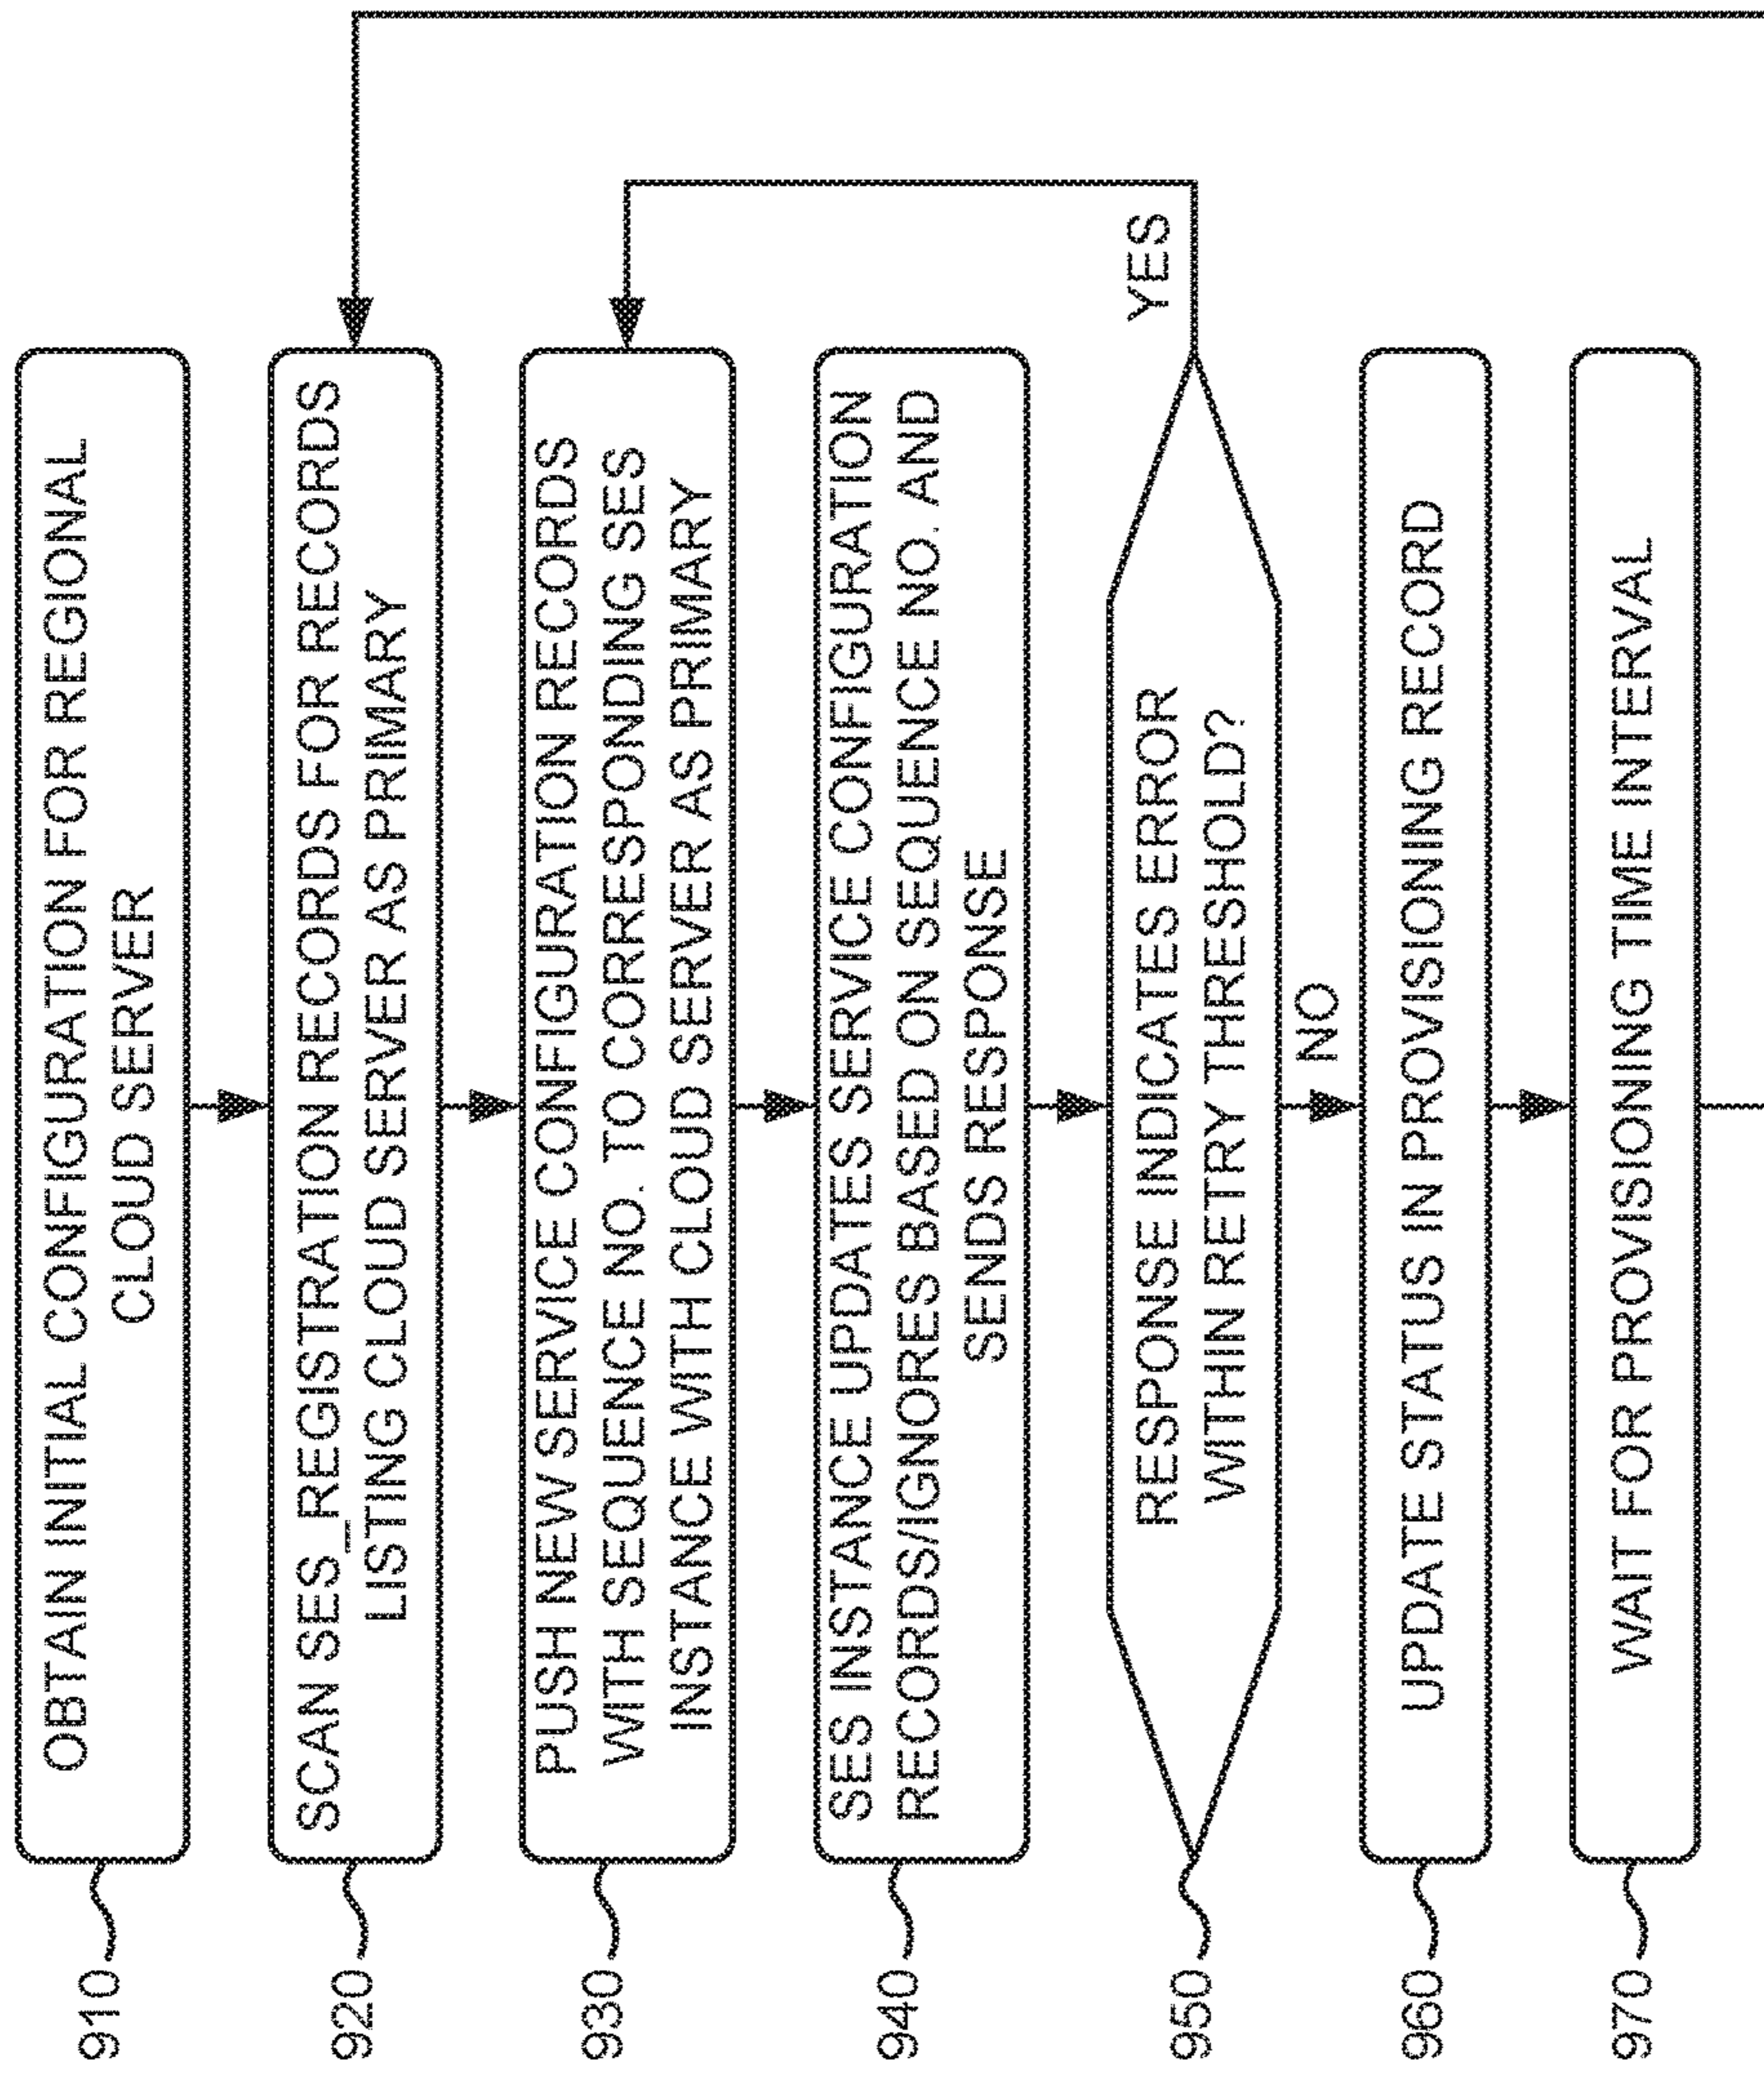 910
OBTAIN INITIAL CONFIGURATION FOR REGIONAL
CLOUD SERVER
920
SCAN SES_REGISTRATION RECORDS FOR RECORDS
LISTING CLOUD SERVER AS PRIMARY
930
PUSH NEW SERVICE CONFIGURATION RECORDS
WITH SEQUENCE NO. TO CORRESPONDING SES
INSTANCE WITH CLOUD SERVER AS PRIMARY
940
SES INSTANCE UPDATES SERVICE CONFIGURATION
RECORDS/IGNORES BASED ON SEQUENCE NO. AND
SENDS RESPONSE
950
RESPONSE INDICATES ERROR
WITHIN RETRY THRESHOLD?
YES
NO
960
UPDATE STATUS IN PROVISIONING RECORD
970
WAIT FOR PROVISIONING TIME INTERVAL